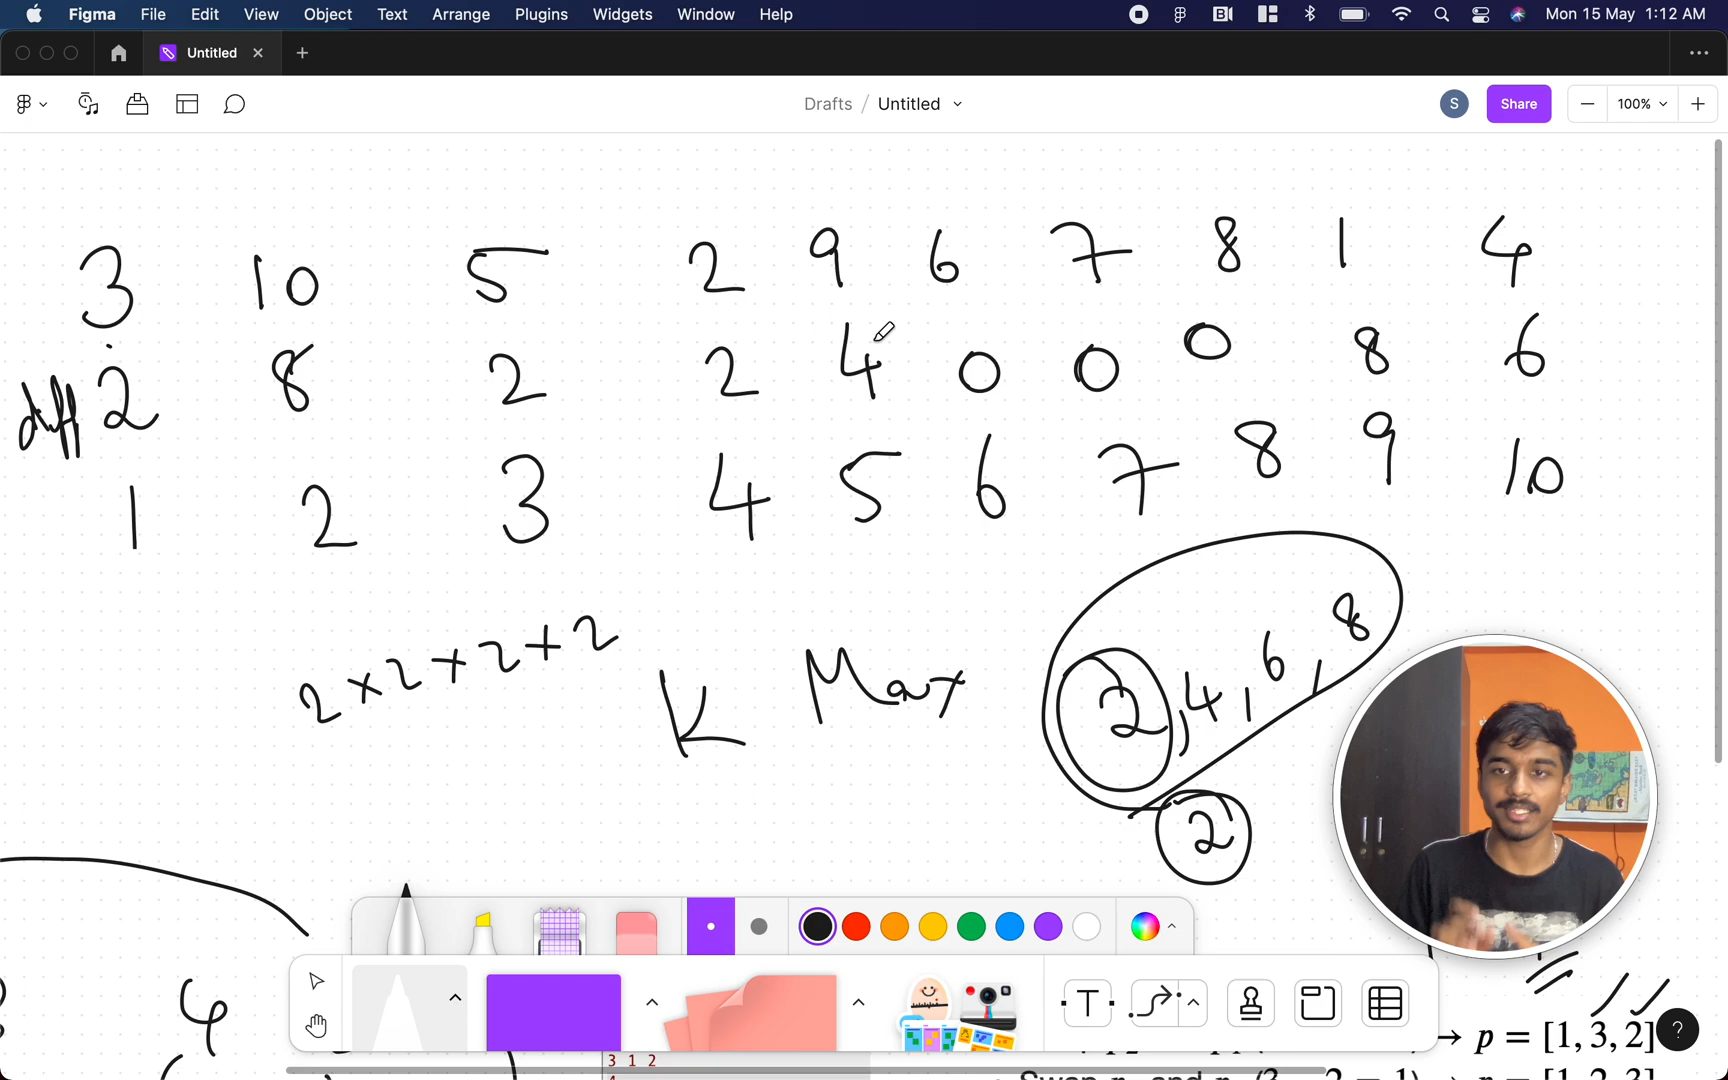 Figma File Edit View Object Text Arrange Plugins Widgets Window Help Mon 15 May 1:12 AM
Untitled
Drafts / Untitled S Share 100%
3 10 5 2 9 6 7 8 1 4
diff 2 8 2 2 4 0 0 0 8 6
1 2 3 4 5 6 7 8 9 10
2 x 2 + 2 + 2
K Max 2, 4, 6, 8
2
4
T
→ p = [1, 3, 2] ?
3 1 2